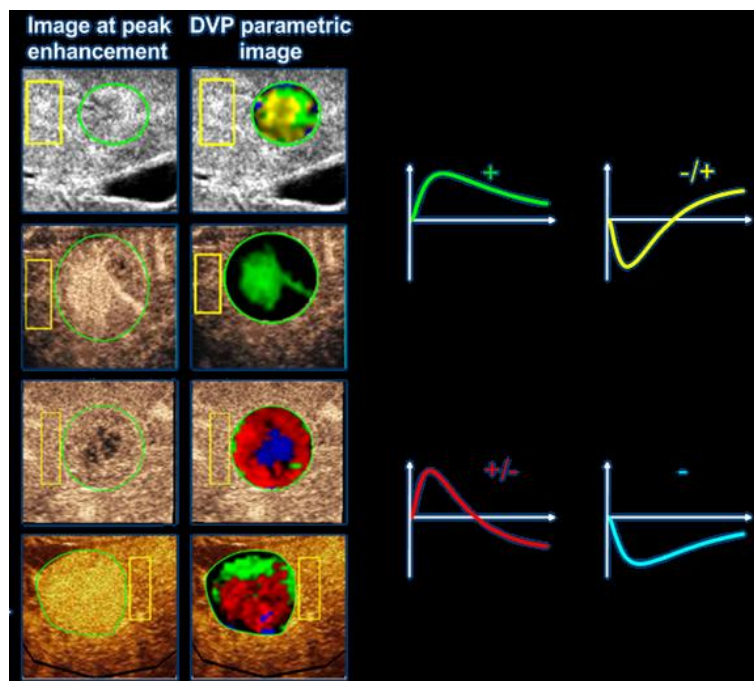 Image at peak
enhancement
DVP parametric
image
+
-/+
+/-
-